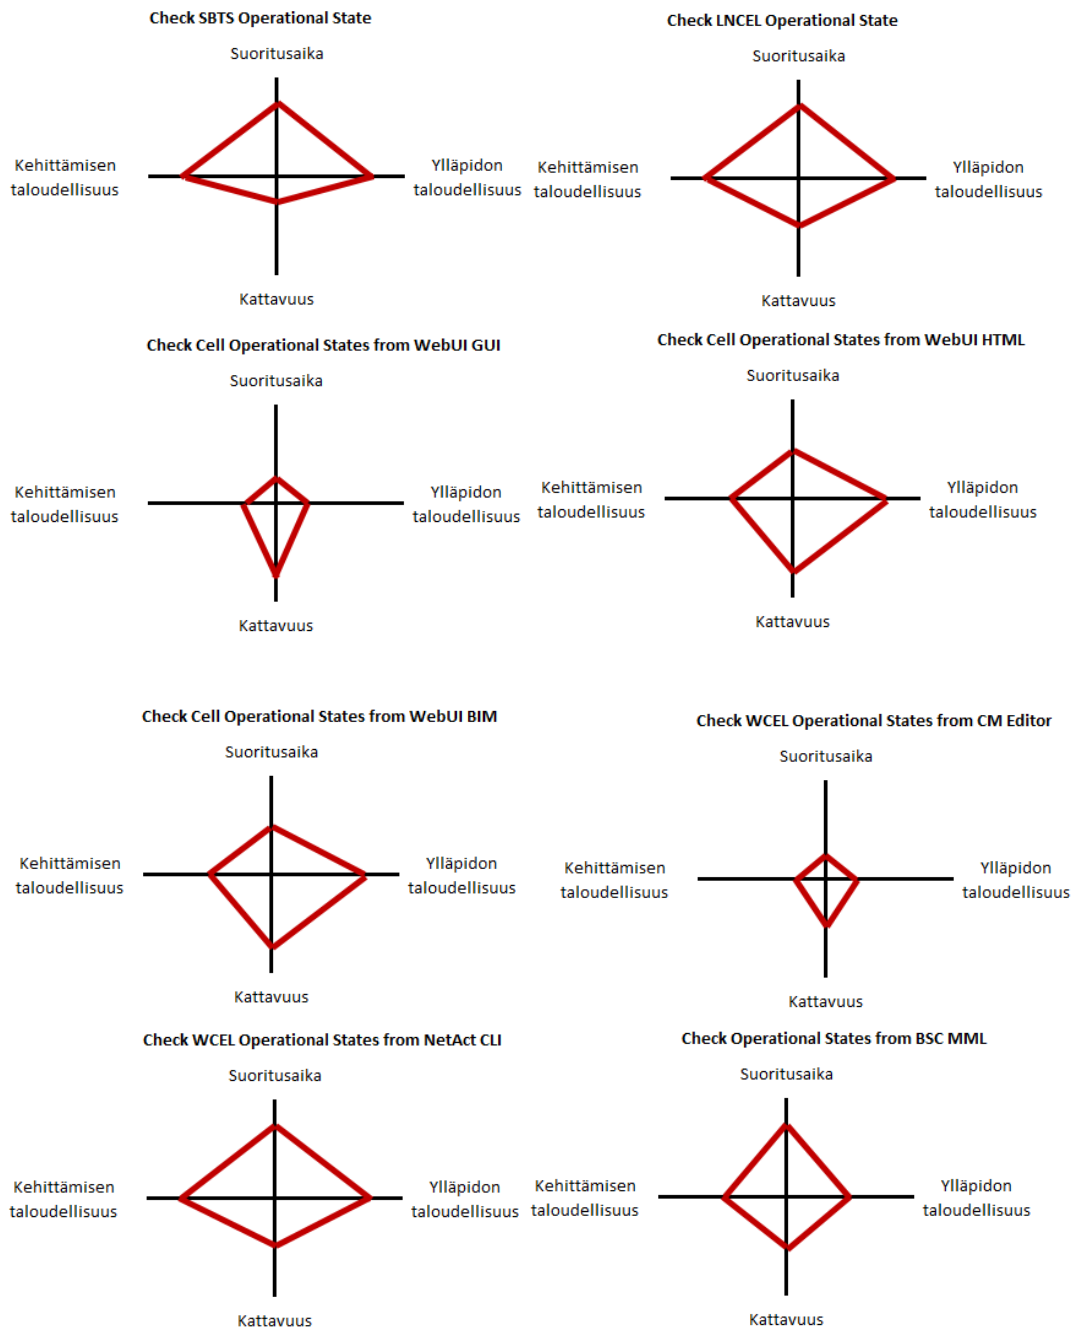 Check SBTS Operational State
Suoritusaika
Kehittämisen
taloudellisuus
Ylläpidon
taloudellisuus
Kattavuus
Check LNCEL Operational State
Suoritusaika
Kehittämisen
taloudellisuus
Ylläpidon
taloudellisuus
Kattavuus
Check Cell Operational States from WebUI GUI
Suoritusaika
Kehittämisen
taloudellisuus
Ylläpidon
taloudellisuus
Kattavuus
Check Cell Operational States from WebUI HTML
Suoritusaika
Kehittämisen
taloudellisuus
Ylläpidon
taloudellisuus
Kattavuus
Check Cell Operational States from WebUI BIM
Suoritusaika
Kehittämisen
taloudellisuus
Ylläpidon
taloudellisuus
Kattavuus
Check WCEL Operational States from CM Editor
Suoritusaika
Kehittämisen
taloudellisuus
Ylläpidon
taloudellisuus
Kattavuus
Check WCEL Operational States from NetAct CLI
Suoritusaika
Kehittämisen
taloudellisuus
Ylläpidon
taloudellisuus
Kattavuus
Check Operational States from BSC MML
Suoritusaika
Kehittämisen
taloudellisuus
Ylläpidon
taloudellisuus
Kattavuus